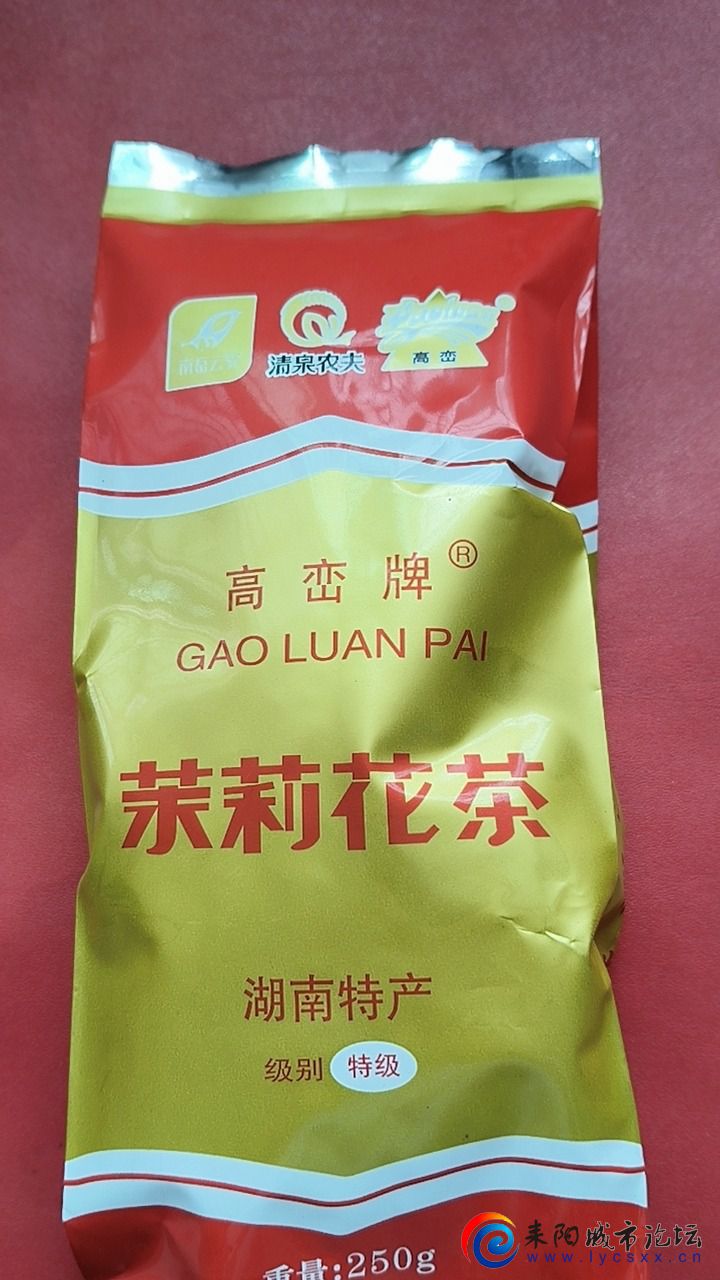 清泉农夫
高峦
高峦牌®
GAO LUAN PAI
茉莉花茶
湖南特产
级别 特级
重量:250g
耒阳城市论坛
www.lycsxx.cn